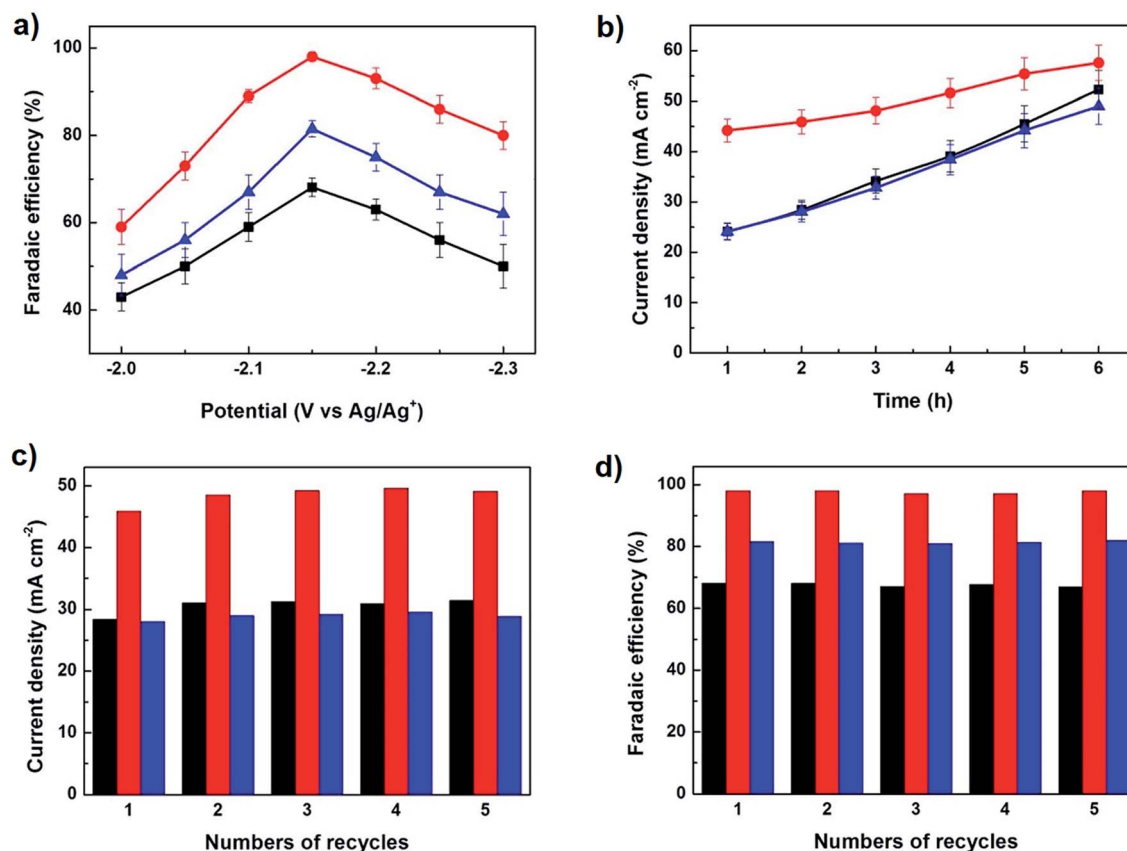 a)
100
80
60
40
Faradaic efficiency (%)
-2.0 -2.1 -2.2 -2.3
Potential (V vs Ag/Ag⁺)
b)
60
50
40
30
20
10
0
Current density (mA cm⁻²)
1 2 3 4 5 6
Time (h)
c)
50
40
30
20
10
0
Current density (mA cm⁻²)
1 2 3 4 5
Numbers of recycles
d)
100
80
60
40
20
0
Faradaic efficiency (%)
1 2 3 4 5
Numbers of recycles